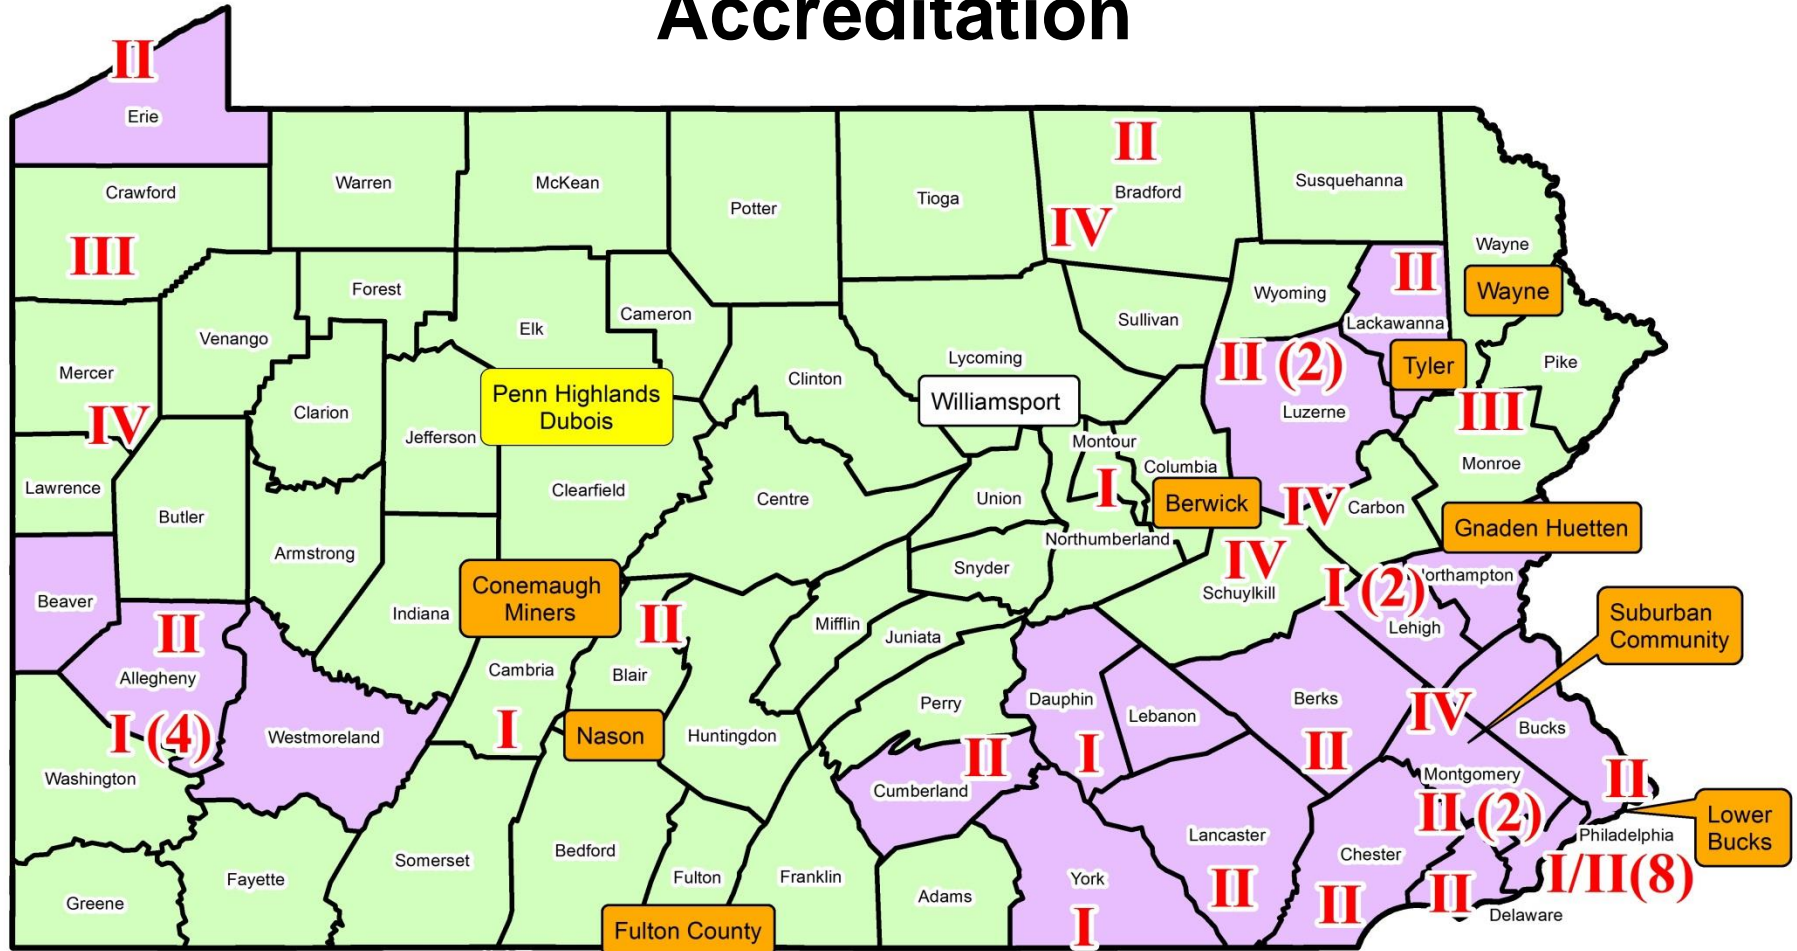 Accreditation
II
Erie
Crawford
III
Warren
McKean
Potter
Tioga
II
Bradford
IV
Susquehanna
Wayne
Wayne
Forest
Venango
Elk
Cameron
Mercer
IV
Clarion
Jefferson
Penn Highlands
Dubois
Clinton
Lycoming
Sullivan
Wyoming
II
Lackawanna
II (2)
Luzerne
Tyler
Pike
III
Monroe
Williamsport
Montour
I
Columbia
Berwick
IV
Carbon
Gnaden Huetten
Lawrence
Butler
Armstrong
Clearfield
Centre
Union
Northumberland
Snyder
IV
Schuylkill
I (2)
orthampton
Lehigh
Suburban
Community
Beaver
II
Allegheny
I (4)
Indiana
Conemaugh
Miners
II
Blair
Cambria
I
Nason
Huntingdon
Mifflin
Juniata
Perry
Dauphin
I
Lebanon
Berks
II
IV
Bucks
II
Westmoreland
Washington
Cumberland
II
Montgomery
II (2)
Philadelphia
I/II(8)
Lower
Bucks
Greene
Fayette
Somerset
Bedford
Fulton
Fulton County
Franklin
Adams
York
I
Lancaster
II
Chester
II
II
Delaware